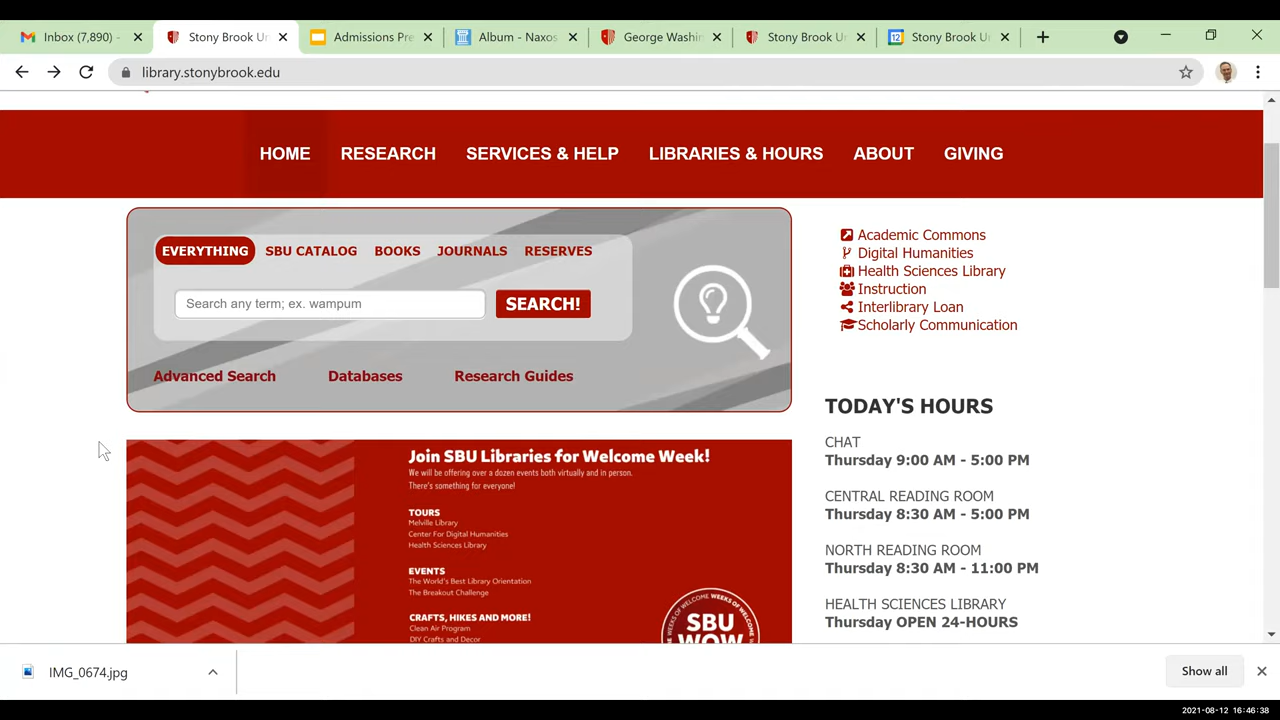 Inbox (7,890) -
Stony Brook Ur
Admissions Pre
Album - Naxos
George Washi
Stony Brook Ur
Stony Brook Ur
library.stonybrook.edu
HOME RESEARCH SERVICES & HELP LIBRARIES & HOURS ABOUT GIVING
EVERYTHING SBU CATALOG BOOKS JOURNALS RESERVES
Search any term; ex. wampum
SEARCH!
Advanced Search Databases Research Guides
Academic Commons
Digital Humanities
Health Sciences Library
Instruction
Interlibrary Loan
Scholarly Communication
TODAY'S HOURS
CHAT
Thursday 9:00 AM - 5:00 PM
CENTRAL READING ROOM
Thursday 8:30 AM - 5:00 PM
NORTH READING ROOM
Thursday 8:30 AM - 11:00 PM
HEALTH SCIENCES LIBRARY
Thursday OPEN 24-HOURS
Join SBU Libraries for Welcome Week!
We will be offering over a dozen events both virtually and in person.
There's something for everyone!
TOURS
Melville Library
Center For Digital Humanities
Health Sciences Library
EVENTS
The World's Best Library Orientation
The Breakout Challenge
CRAFTS, HIKES AND MORE!
Clean Air Program
DIY Crafts and Decor
WEEKS OF WELCOME
SBU
WOW
IMG_0674.jpg
Show all
2021-08-12 16:46:38